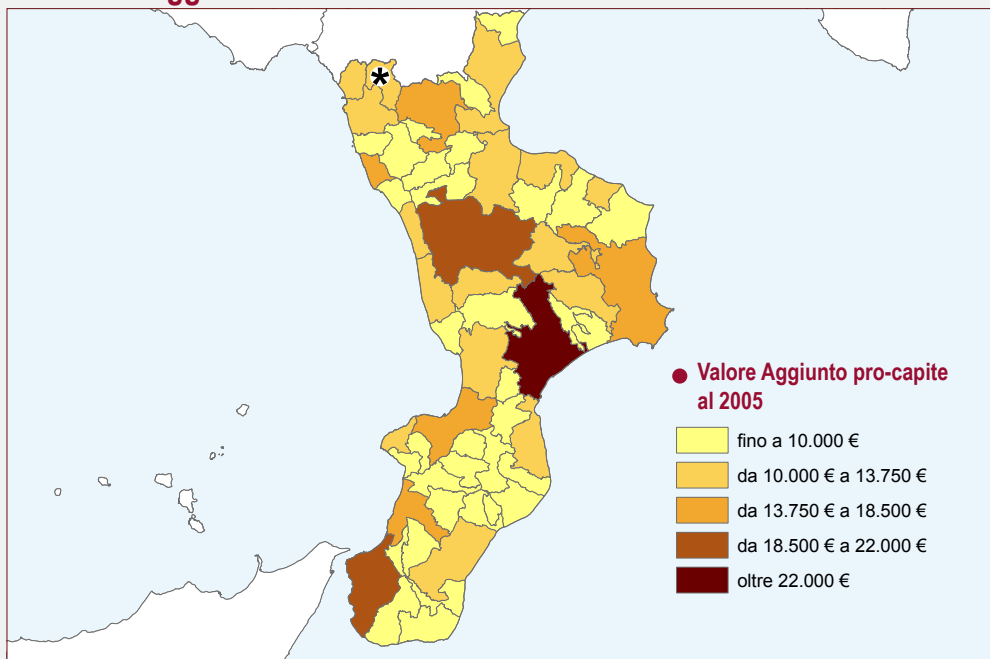 *
Valore Aggiunto pro-capite
al 2005
fino a 10.000 €
da 10.000 € a 13.750 €
da 13.750 € a 18.500 €
da 18.500 € a 22.000 €
oltre 22.000 €